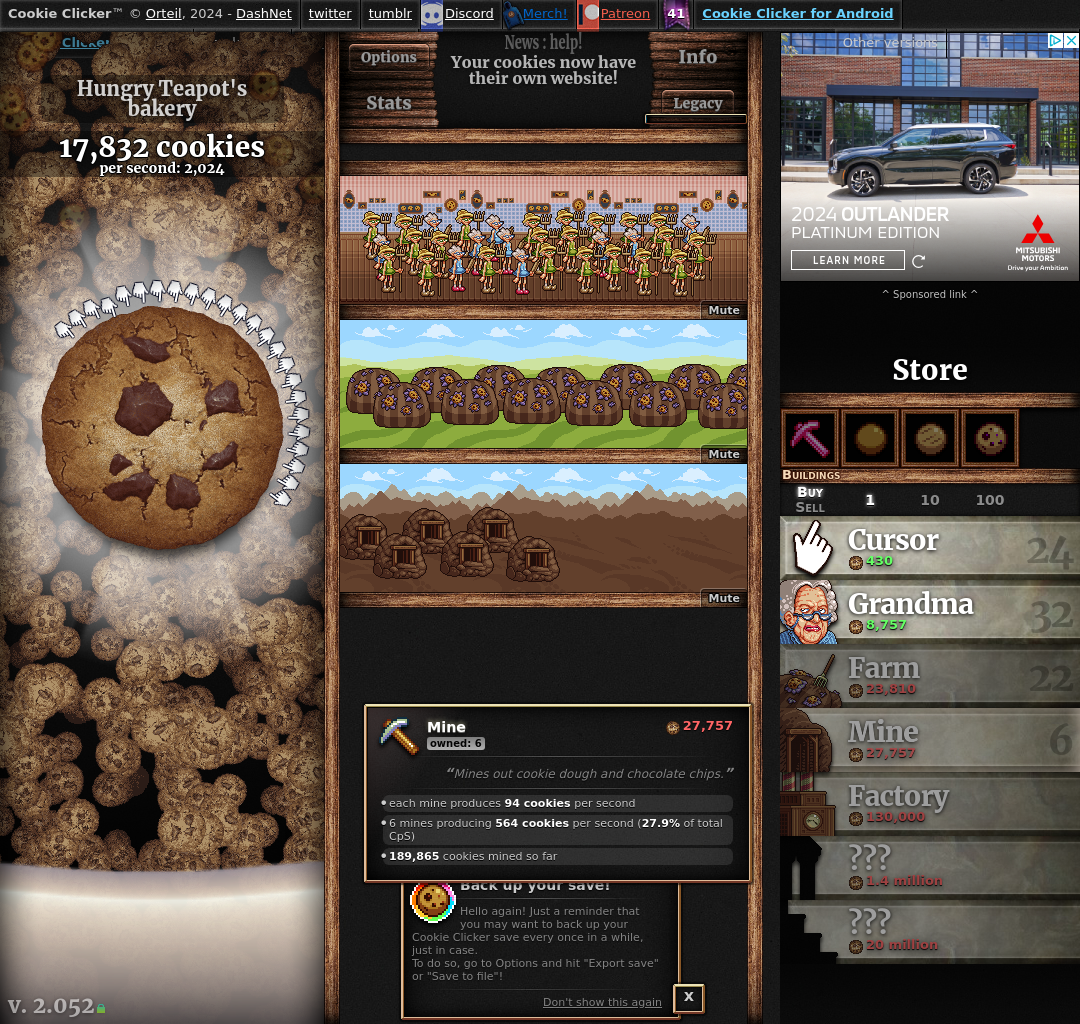 Cookie Clicker™ © Orteil, 2024 - DashNet
twitter
tumblr
Discord
Merch!
Patreon
41
Cookie Clicker for Android
Clicker
Other versions
Hungry Teapot's
bakery
17,832 cookies
per second: 2,024
v. 2.052
Options
Stats
News : help!
Your cookies now have
their own website!
Info
Legacy
Mute
Mute
Mute
Mine
owned: 6
27,757
“Mines out cookie dough and chocolate chips.”
• each mine produces 94 cookies per second
• 6 mines producing 564 cookies per second (27.9% of total
CpS)
• 189,865 cookies mined so far
Back up your save!
Hello again! Just a reminder that
you may want to back up your
Cookie Clicker save every once in a while,
just in case.
To do so, go to Options and hit "Export save"
or "Save to file"!
Don't show this again
X
2024 OUTLANDER
PLATINUM EDITION
LEARN MORE
MITSUBISHI
MOTORS
Drive your Ambition
^ Sponsored link ^
Store
Buildings
Buy
Sell
1
10
100
Cursor
430
24
Grandma
8,757
32
Farm
23,810
22
Mine
27,757
6
Factory
130,000
???
1.4 million
???
20 million